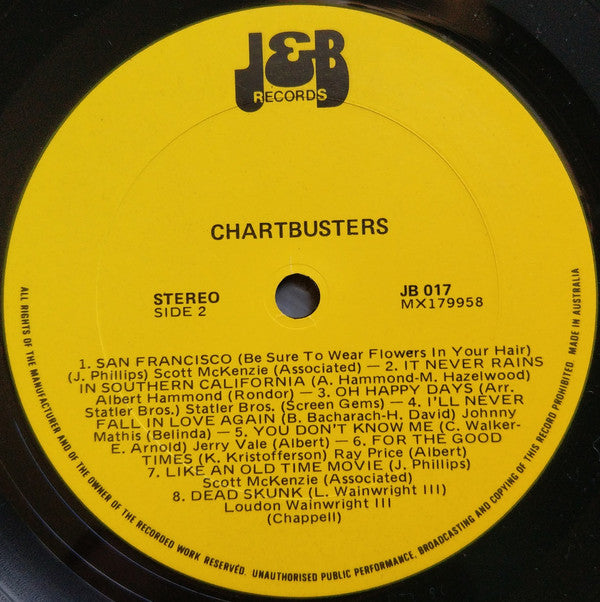 J&B
RECORDS
CHARTBUSTERS
STEREO
SIDE 2
JB 017
MX179958
1. SAN FRANCISCO (Be Sure To Wear Flowers In Your Hair)
(J. Phillips) Scott McKenzie (Associated) — 2. IT NEVER RAINS
IN SOUTHERN CALIFORNIA (A. Hammond-M. Hazelwood)
Albert Hammond (Rondor) — 3. OH HAPPY DAYS (Arr.
Statler Bros.) Statler Bros. (Screen Gems) — 4. I'LL NEVER
FALL IN LOVE AGAIN (B. Bacharach-H. David) Johnny
Mathis (Belinda) — 5. YOU DON'T KNOW ME (C. Walker-
E. Arnold) Jerry Vale (Albert) — 6. FOR THE GOOD
TIMES (K. Kristofferson) Ray Price (Albert)
7. LIKE AN OLD TIME MOVIE (J. Phillips)
Scott McKenzie (Associated)
8. DEAD SKUNK (L. Wainwright III)
Loudon Wainwright III
(Chappell)
ALL RIGHTS OF THE MANUFACTURER AND OF THE OWNER OF THE RECORDED WORK RESERVED. UNAUTHORISED PUBLIC PERFORMANCE, BROADCASTING AND COPYING OF THIS RECORD PROHIBITED. MADE IN AUSTRALIA